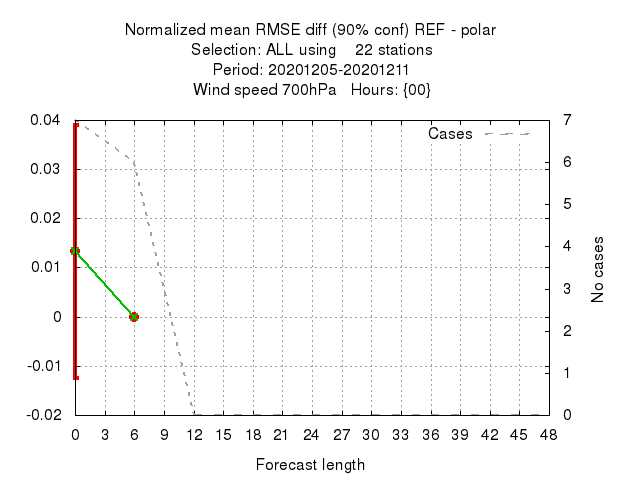 Normalized mean RMSE diff (90% conf) REF - polar
Selection: ALL using 22 stations
Period: 20201205-20201211
Wind speed 700hPa Hours: {00}
Cases
0.04
0.03
0.02
0.01
0
-0.01
-0.02
7
6
5
4
3
2
1
0
No cases
0 3 6 9 12 15 18 21 24 27 30 33 36 39 42 45 48
Forecast length